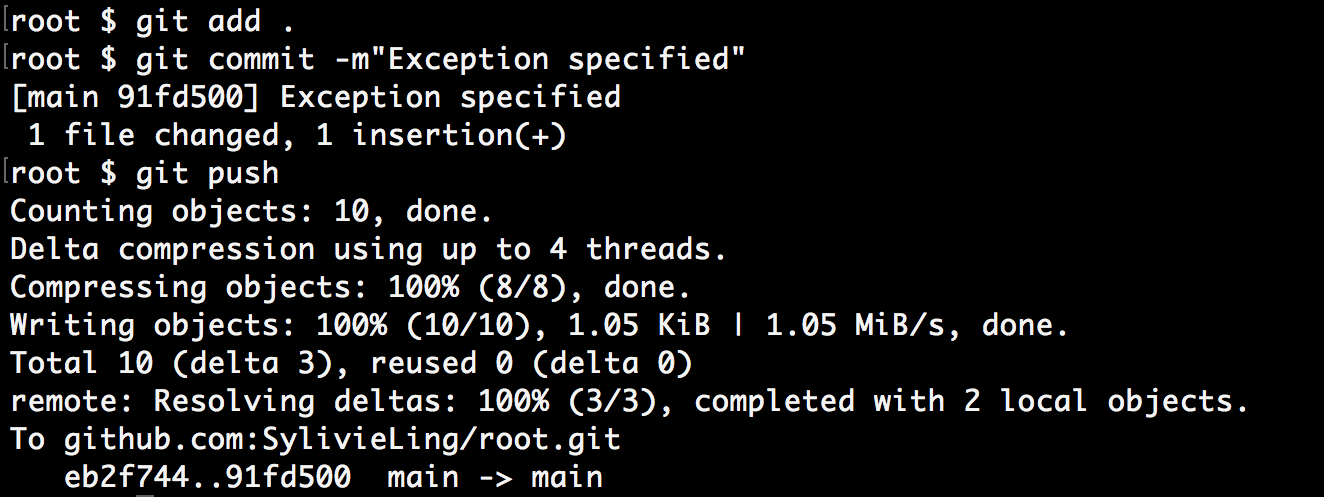 [root $ git add .
[root $ git commit -m"Exception specified"
[main 91fd500] Exception specified
 1 file changed, 1 insertion(+)
[root $ git push
Counting objects: 10, done.
Delta compression using up to 4 threads.
Compressing objects: 100% (8/8), done.
Writing objects: 100% (10/10), 1.05 KiB | 1.05 MiB/s, done.
Total 10 (delta 3), reused 0 (delta 0)
remote: Resolving deltas: 100% (3/3), completed with 2 local objects.
To github.com:SylivieLing/root.git
   eb2f744..91fd500  main -> main